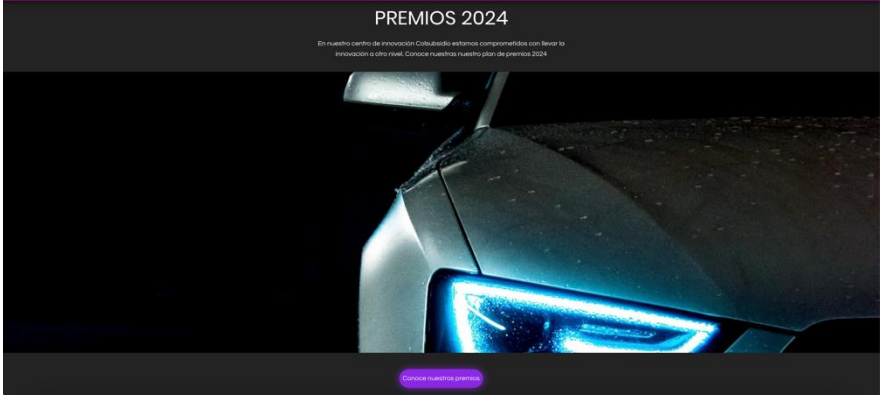 PREMIOS 2024
En nuestro centro de innovación Colsubsidio estamos comprometidos con llevar la
innovación a otro nivel. Conoce nuestras nuestro plan de premios 2024
Conoce nuestros premios